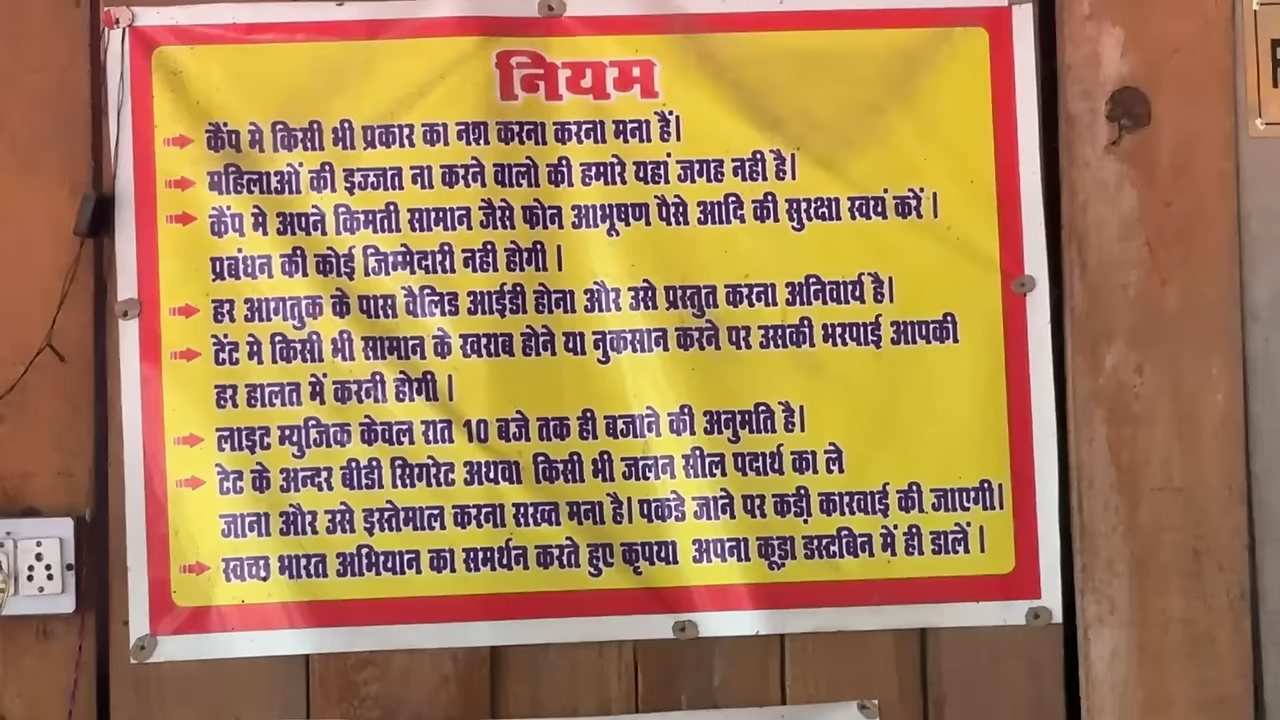 नियम
कैंप मे किसी भी प्रकार का नश करना करना मना हैं।
महिलाओं की इज्जत ना करने वालो की हमारे यहां जगह नही है।
कैंप मे अपने किमती सामान जैसे फोन आभूषण पैसे आदि की सुरक्षा स्वयं करें।
प्रबंधन की कोई जिम्मेदारी नही होगी।
हर आगतुक के पास वैलिड आईडी होना और उसे प्रस्तुत करना अनिवार्य है।
टेंट मे किसी भी सामान के खराब होने या नुकसान करने पर उसकी भरपाई आपकी
हर हालत में करनी होगी।
लाइट म्युजिक केवल रात 10 बजे तक ही बजाने की अनुमति है।
टेट के अन्दर बीडी सिगरेट अथवा किसी भी जलन सील पदार्थ का ले
जाना और उसे इस्तेमाल करना सख्त मना है। पकडे जाने पर कड़ी कारवाई की जाएगी।
स्वच्छ भारत अभियान का समर्थन करते हुए कृपया अपना कूड़ा डस्टबिन में ही डालें।